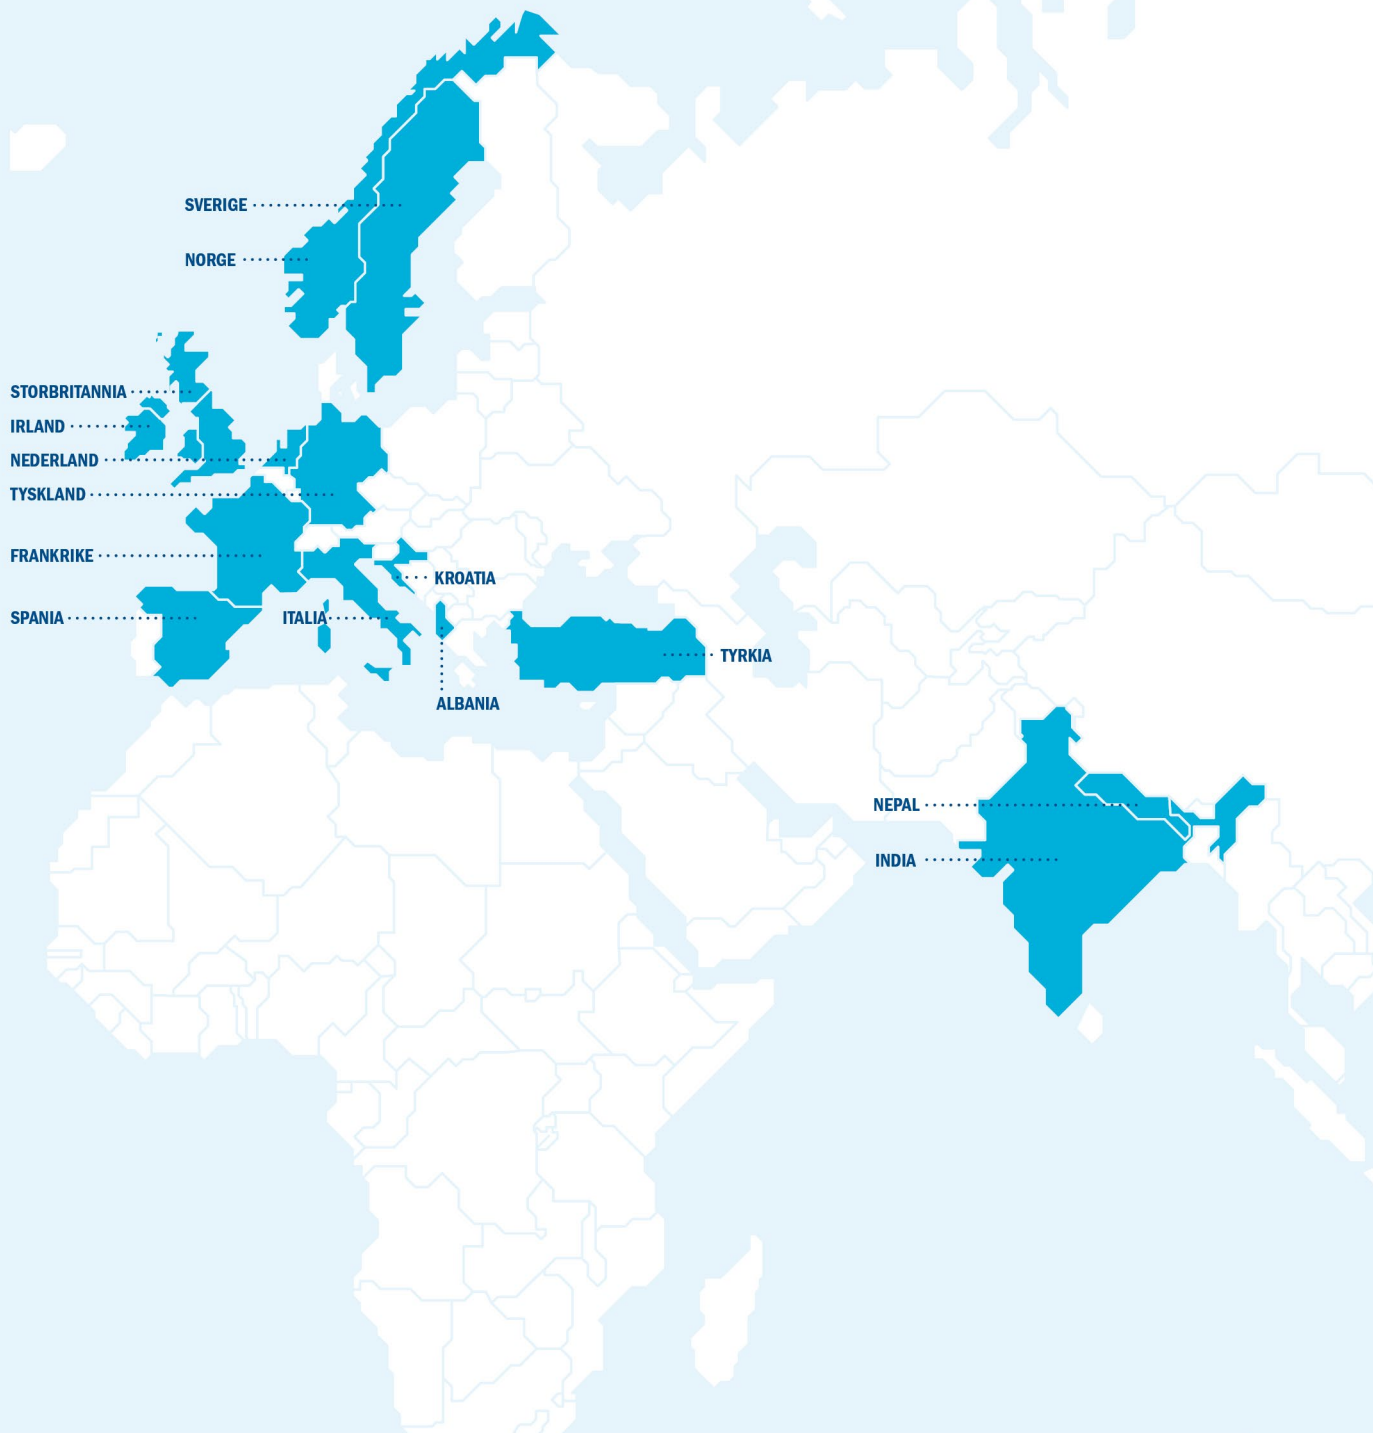 SVERIGE
NORGE
STORBRITANNIA
IRLAND
NEDERLAND
TYSKLAND
FRANKRIKE
KROATIA
SPANIA
ITALIA
TYRKIA
ALBANIA
NEPAL
INDIA